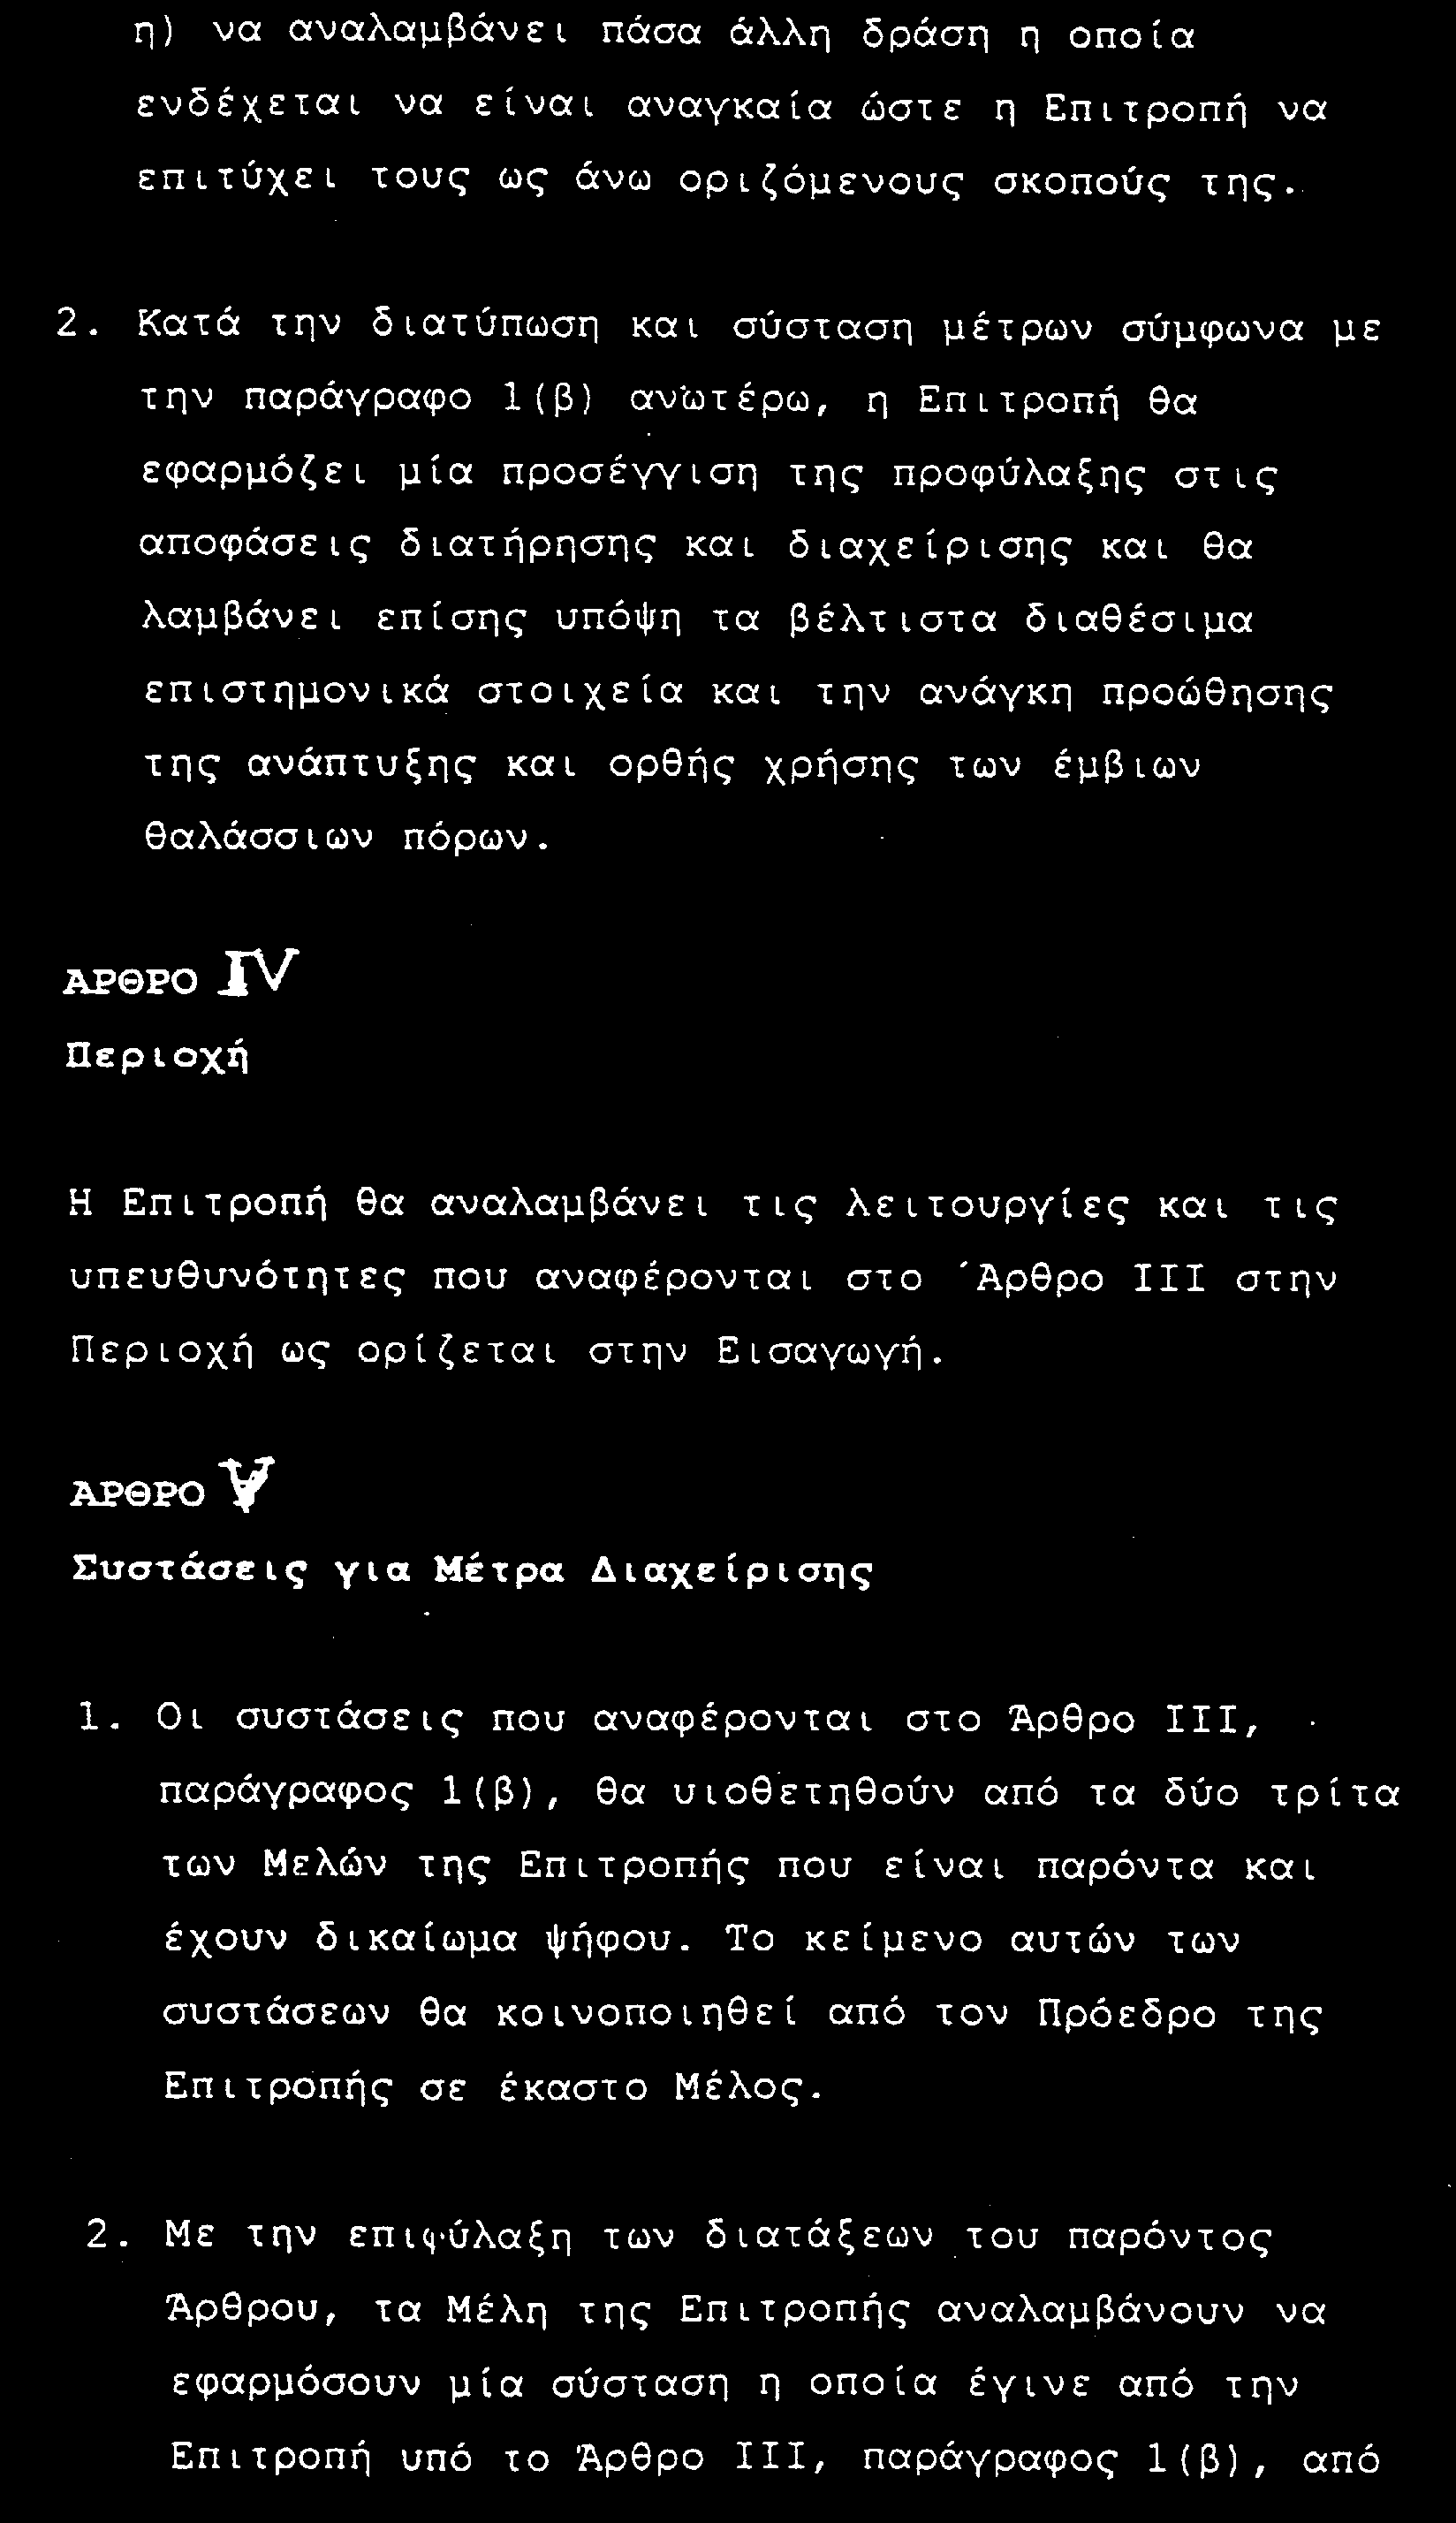 η) να αναλαμβάνει πάσα άλλη δράση η οποία
ενδέχεται να είναι αναγκαία ώστε η Επιτροπή να
επιτύχει τους ως άνω οριζόμενους σκοπούς της.
2. Κατά την διατύπωση και σύσταση μέτρων σύμφωνα με
την παράγραφο 1(β) ανωτέρω, η Επιτροπή θα
εφαρμόζει μία προσέγγιση της προφύλαξης στις
αποφάσεις διατήρησης και διαχείρισης και θα
λαμβάνει επίσης υπόψη τα βέλτιστα διαθέσιμα
επιστημονικά στοιχεία και την ανάγκη προώθησης
της ανάπτυξης και ορθής χρήσης των έμβιων
θαλάσσιων πόρων.
ΑΡΘΡΟ IV
Περιοχή
Η Επιτροπή θα αναλαμβάνει τις λειτουργίες και τις
υπευθυνότητες που αναφέρονται στο Άρθρο III στην
Περιοχή ως ορίζεται στην Εισαγωγή.
ΑΡΘΡΟ V
Συστάσεις για Μέτρα Διαχείρισης
1. Οι συστάσεις που αναφέρονται στο Άρθρο III,
παράγραφος 1(β), θα υιοθετηθούν από τα δύο τρίτα
των Μελών της Επιτροπής που είναι παρόντα και
έχουν δικαίωμα ψήφου. Το κείμενο αυτών των
συστάσεων θα κοινοποιηθεί από τον Πρόεδρο της
Επιτροπής σε έκαστο Μέλος.
2. Με την επιφύλαξη των διατάξεων του παρόντος
Άρθρου, τα Μέλη της Επιτροπής αναλαμβάνουν να
εφαρμόσουν μία σύσταση η οποία έγινε από την
Επιτροπή υπό το Άρθρο III, παράγραφος 1(β), από